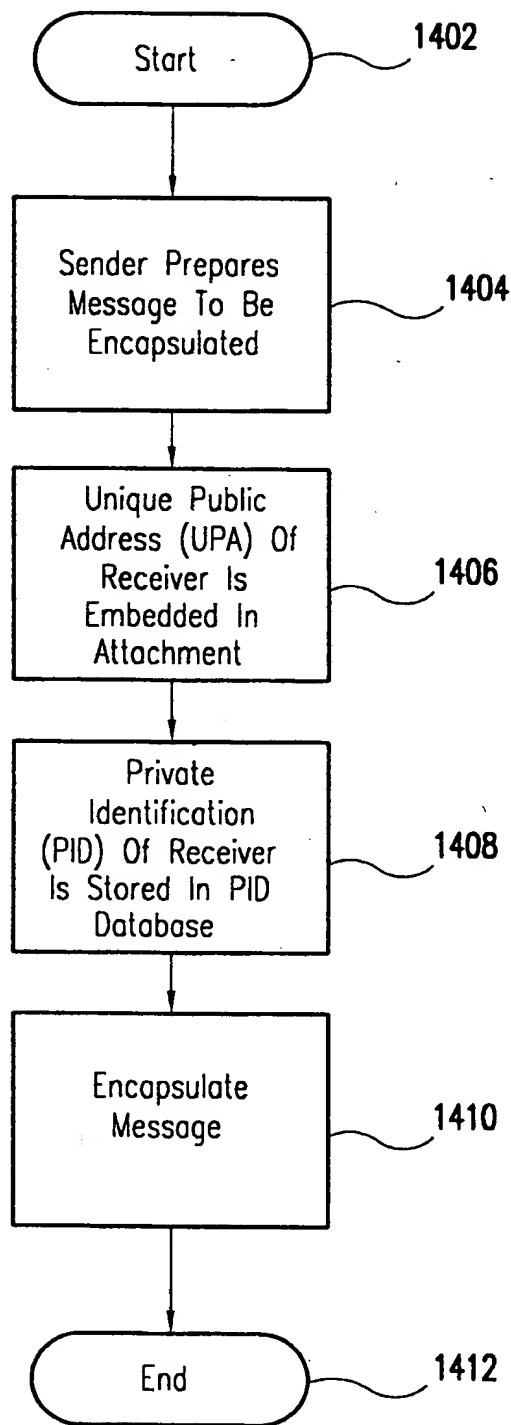 Start
1402
Sender Prepares
Message To Be
Encapsulated
1404
Unique Public
Address (UPA) Of
Receiver Is
Embedded In
Attachment
1406
Private
Identification
(PID) Of Receiver
Is Stored In PID
Database
1408
Encapsulate
Message
1410
End
1412